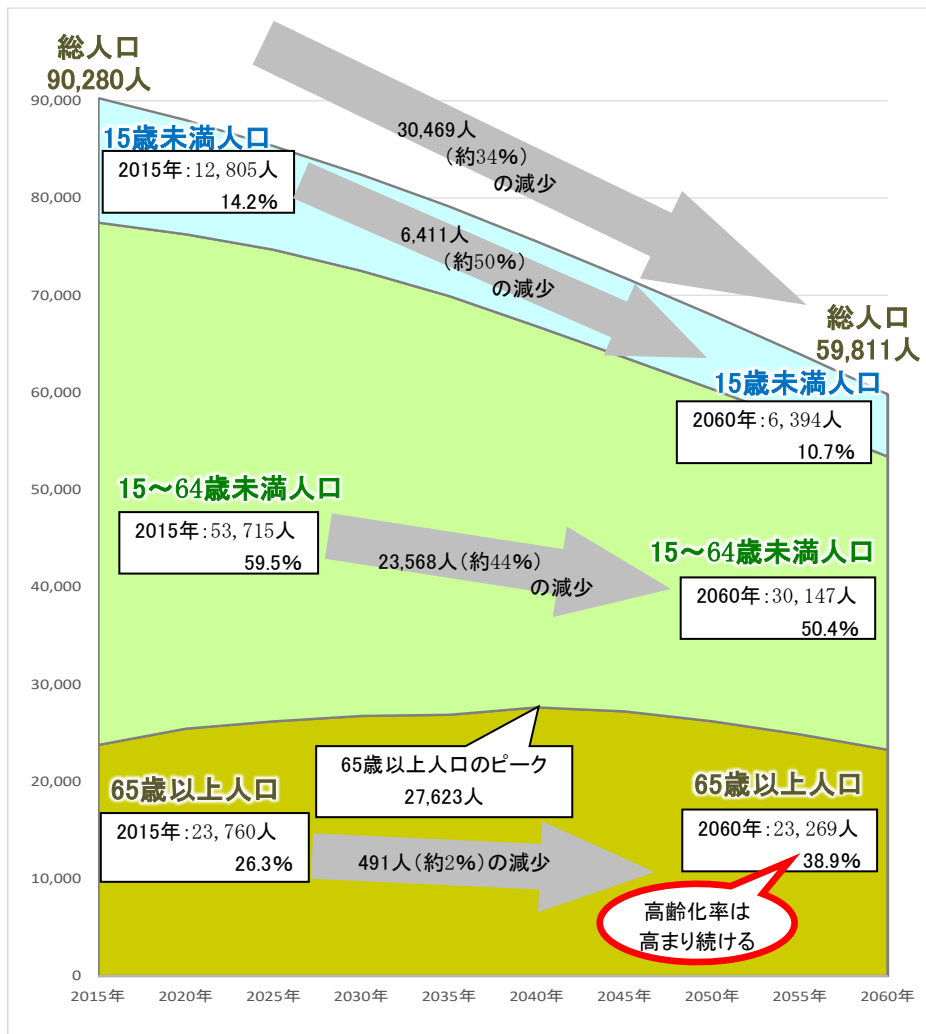 総人口
90,280人
90,000
80,000
70,000
60,000
50,000
40,000
30,000
20,000
10,000
0
15歳未満人口
2015年：12,805人
14.2%
30,469人
（約34%）
の減少
6,411人
（約50%）
の減少
総人口
59,811人
15歳未満人口
2060年：6,394人
10.7%
15～64歳未満人口
2015年：53,715人
59.5%
23,568人（約44%）
の減少
15～64歳未満人口
2060年：30,147人
50.4%
65歳以上人口のピーク
27,623人
65歳以上人口
2015年：23,760人
26.3%
491人（約2%）の減少
65歳以上人口
2060年：23,269人
38.9%
高齢化率は
高まり続ける
2015年 2020年 2025年 2030年 2035年 2040年 2045年 2050年 2055年 2060年